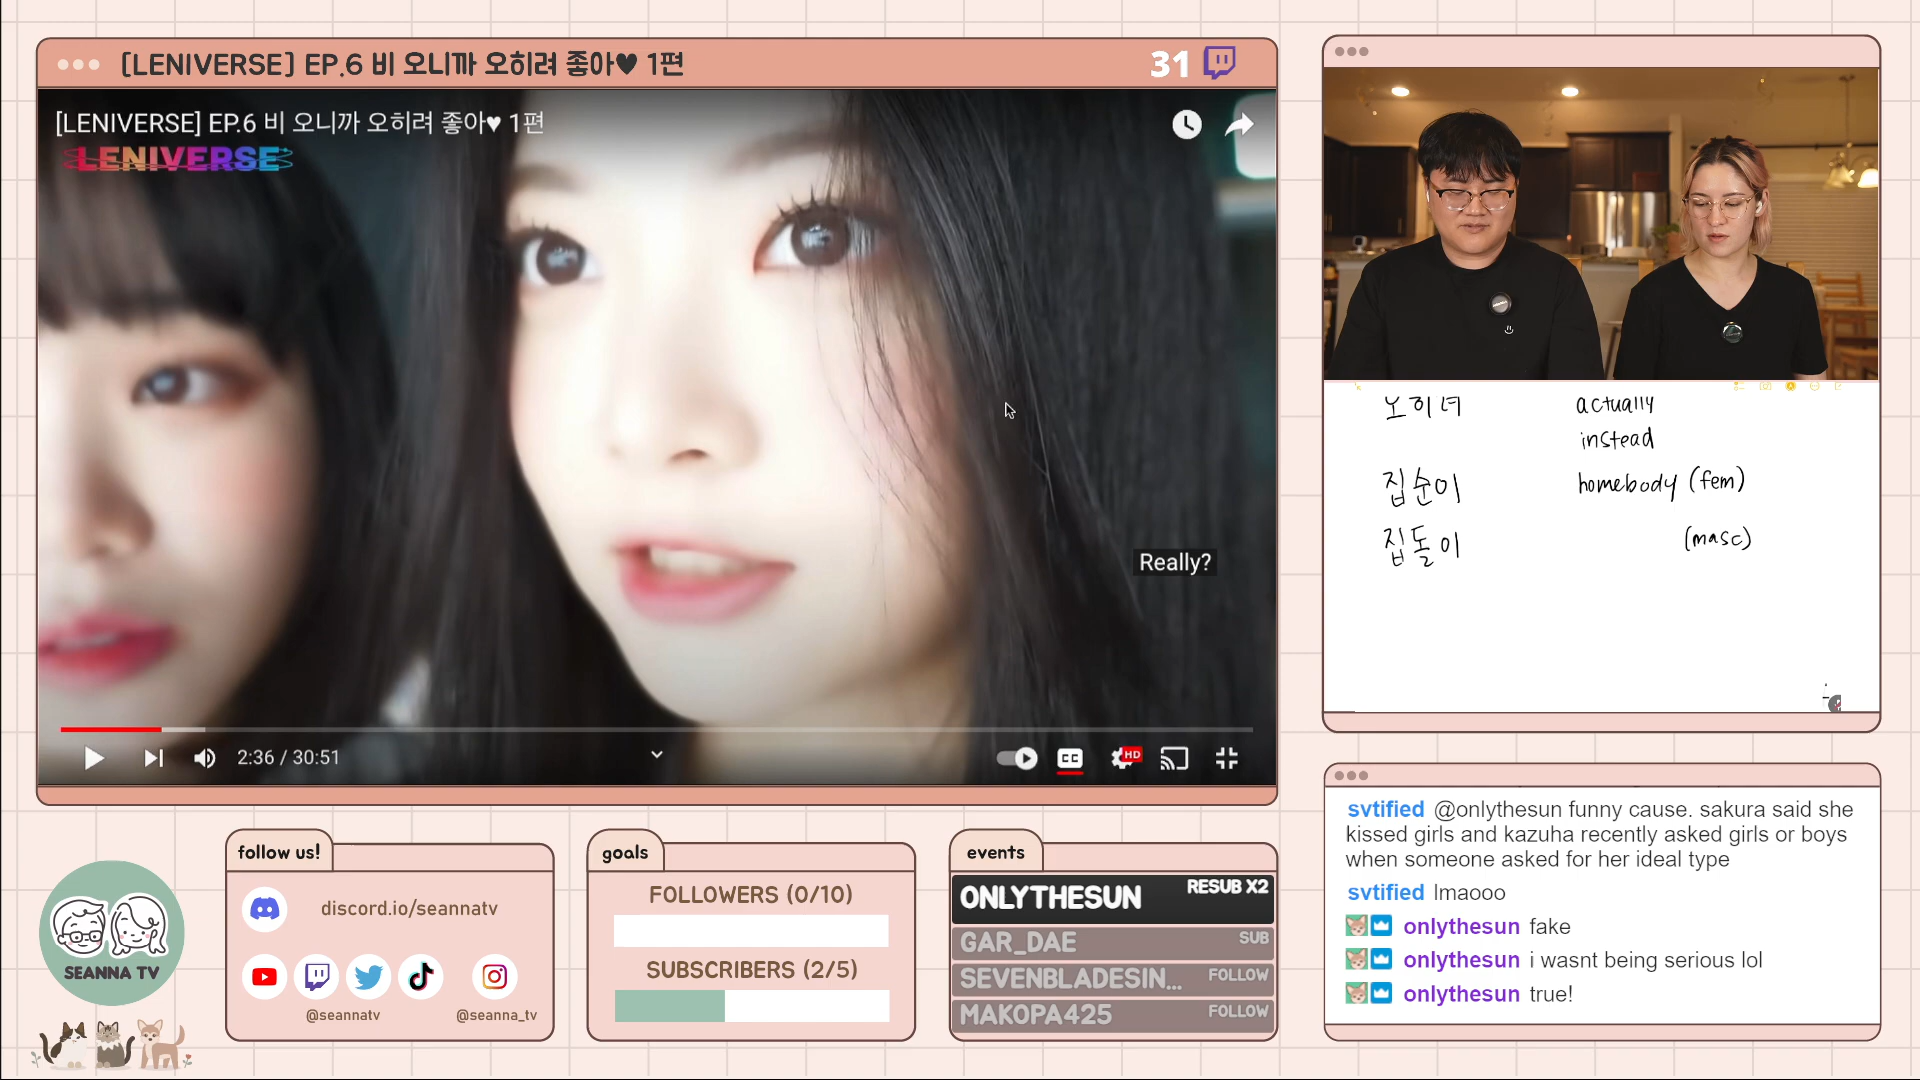 [LENIVERSE] EP.6 비 오니까 오히려 좋아♥ 1편
31
[LENIVERSE] EP.6 비 오니까 오히려 좋아♥ 1편
LENIVERSE
Really?
2:36 / 30:51
CC
HD
오히녀 actually
instead
집순이 homebody (fem)
집돌이 (masc)
svtified @onlythesun funny cause. sakura said she
kissed girls and kazuha recently asked girls or boys
when someone asked for her ideal type
svtified lmaooo
onlythesun fake
onlythesun i wasnt being serious lol
onlythesun true!
SEANNA TV
follow us!
discord.io/seannatv
@seannatv
@seanna_tv
goals
FOLLOWERS (0/10)
SUBSCRIBERS (2/5)
events
ONLYTHESUN RESUB X2
GAR_DAE SUB
SEVENBLADESIN... FOLLOW
MAKOPA425 FOLLOW